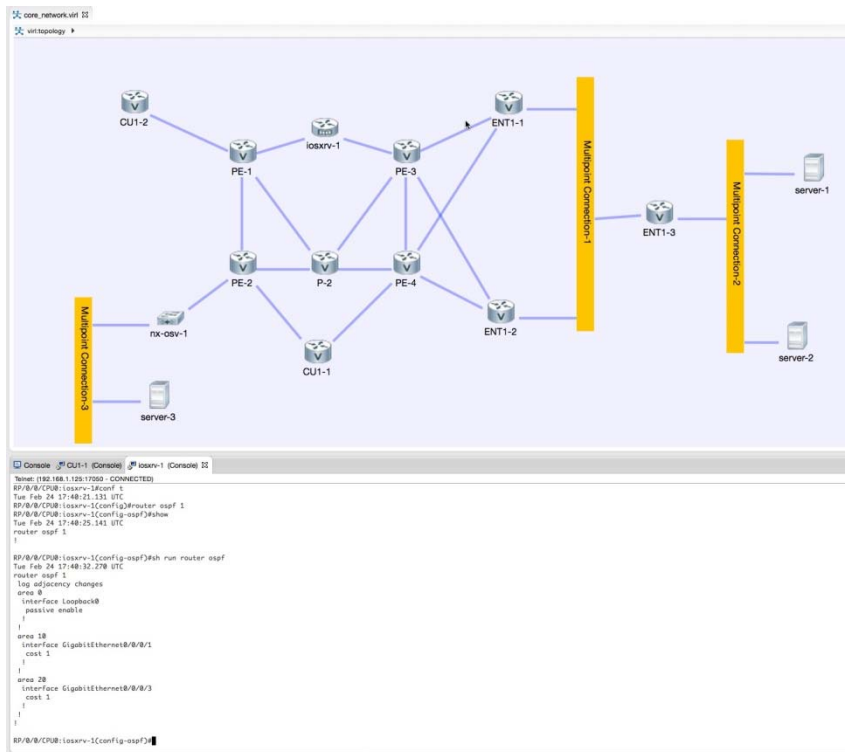 core_network.virl
virl:topology
CU1-2
iosxrv-1
ENT1-1
PE-1
PE-3
Multipoint Connection-1
Multipoint Connection-2
server-1
ENT1-3
PE-2
P-2
PE-4
Multipoint Connection-3
nx-osv-1
ENT1-2
server-2
CU1-1
server-3
Console CU1-1 (Console) iosxrv-1 (Console)
Telnet: (192.168.1.125:17050 - CONNECTED)
RP/0/0/CPU0:iosxrv-1#conf t
Tue Feb 24 17:40:21.131 UTC
RP/0/0/CPU0:iosxrv-1(config)#router ospf 1
RP/0/0/CPU0:iosxrv-1(config-ospf)#show
Tue Feb 24 17:40:25.141 UTC
router ospf 1
!
RP/0/0/CPU0:iosxrv-1(config-ospf)#sh run router ospf
Tue Feb 24 17:40:32.270 UTC
router ospf 1
log adjacency changes
area 0
interface Loopback0
passive enable
!
!
area 10
interface GigabitEthernet0/0/0/1
cost 1
!
!
area 20
interface GigabitEthernet0/0/0/3
cost 1
!
!
!
RP/0/0/CPU0:iosxrv-1(config-ospf)#